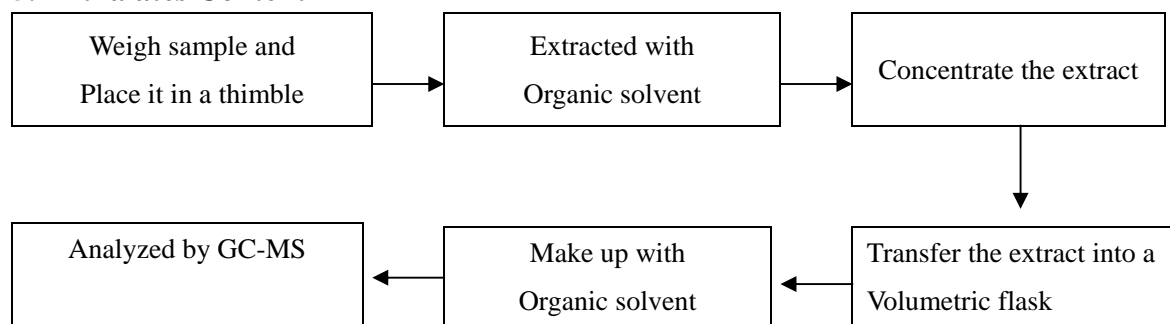 Weigh sample and
Place it in a thimble
Extracted with
Organic solvent
Concentrate the extract
Transfer the extract into a
Volumetric flask
Make up with
Organic solvent
Analyzed by GC-MS